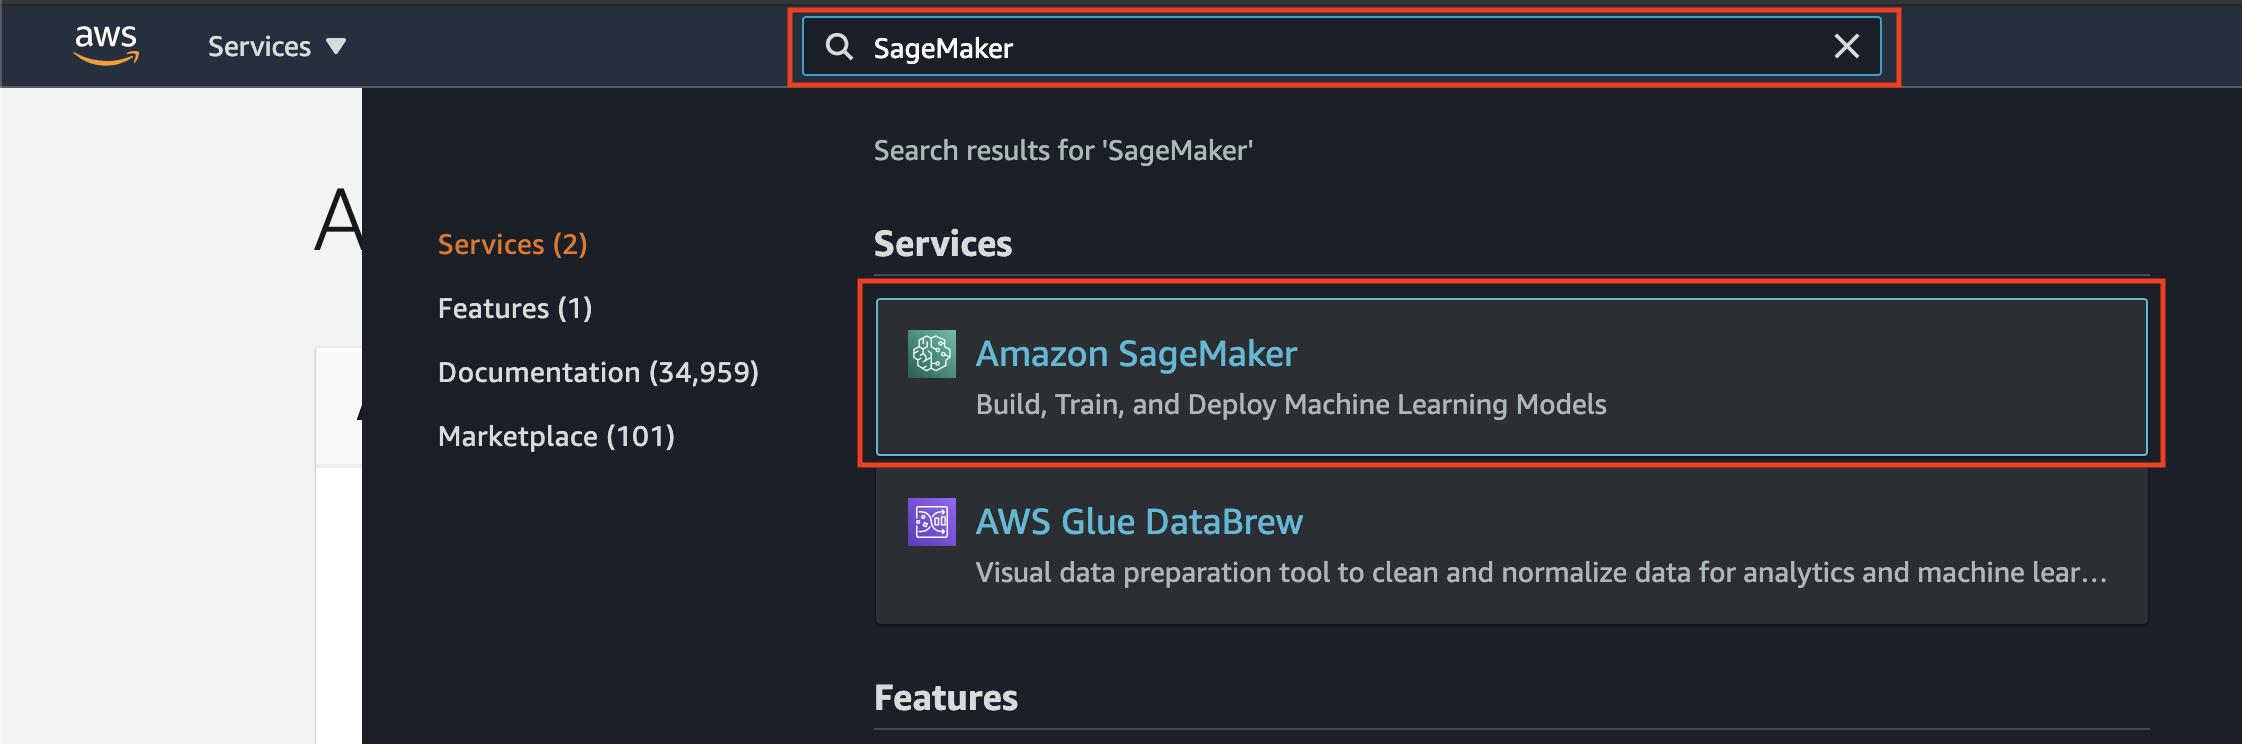 aws
Services ▼
SageMaker
Search results for 'SageMaker'
A
Services (2)
Features (1)
Documentation (34,959)
Marketplace (101)
Services
Amazon SageMaker
Build, Train, and Deploy Machine Learning Models
AWS Glue DataBrew
Visual data preparation tool to clean and normalize data for analytics and machine lear...
Features